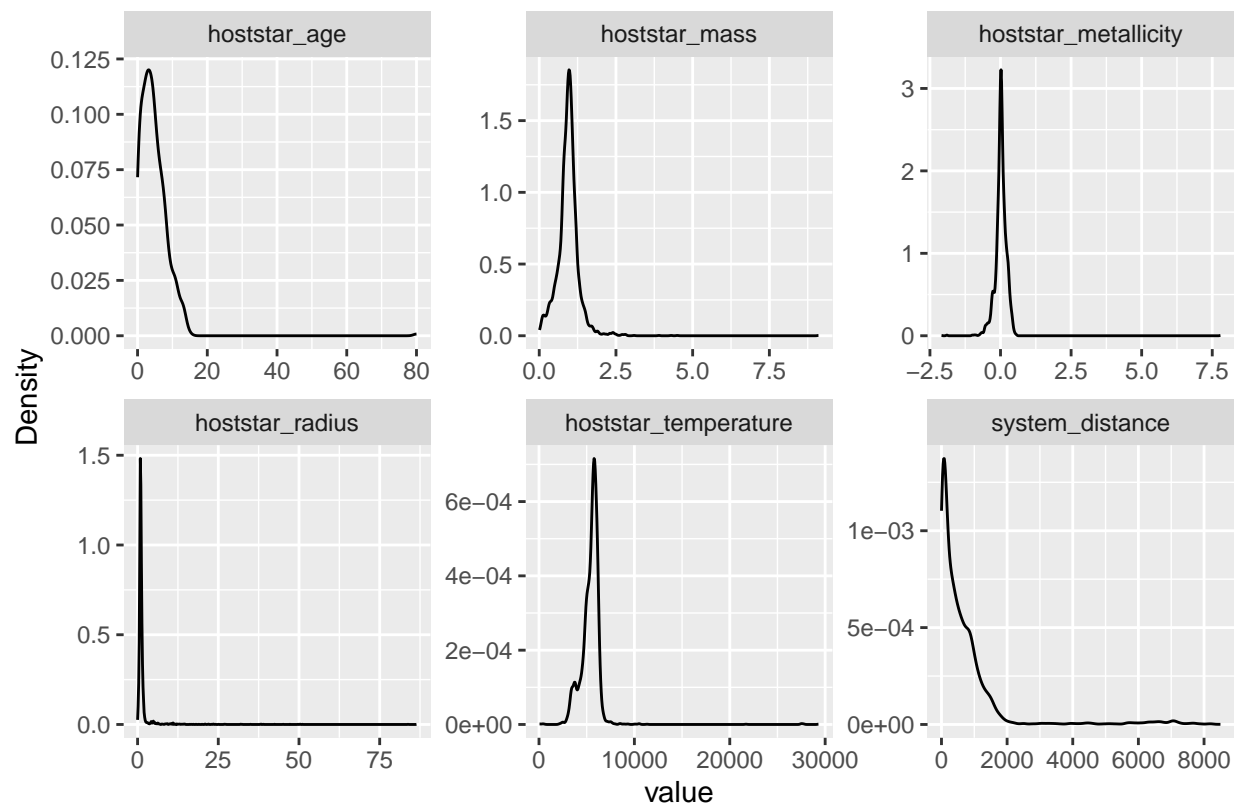 hoststar_age hoststar_mass hoststar_metallicity
0.125
0.100
0.075
0.050
0.025
0.000
0 20 40 60 80
1.5
1.0
0.5
0.0
0.0 2.5 5.0 7.5
3
2
1
0
−2.5 0.0 2.5 5.0 7.5
Density
hoststar_radius hoststar_temperature system_distance
1.5
1.0
0.5
0.0
0 25 50 75
6e−04
4e−04
2e−04
0e+00
0 10000 20000 30000
1e−03
5e−04
0e+00
0 2000 4000 6000 8000
value